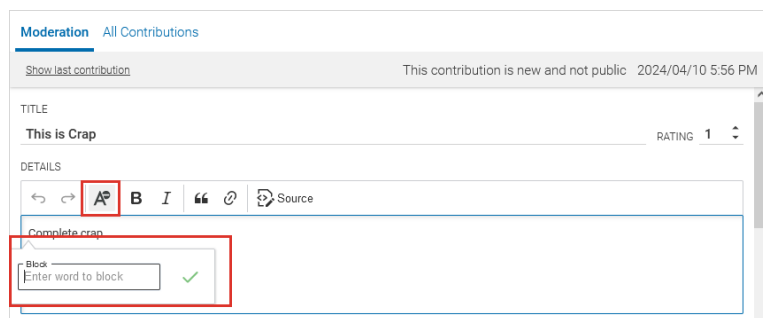 Moderation All Contributions
Show last contribution This contribution is new and not public 2024/04/10 5:56 PM
TITLE
This is Crap RATING 1
DETAILS
B I Source
Complete crap
Block
Enter word to block